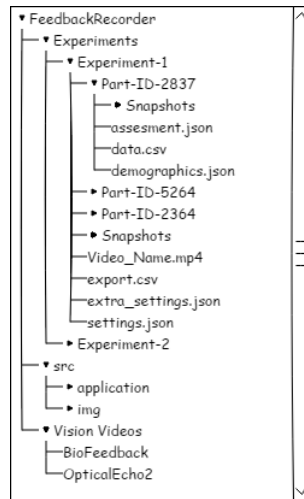 FeedbackRecorder
Experiments
Experiment-1
Part-ID-2837
Snapshots
assesment.json
data.csv
demographics.json
Part-ID-5264
Part-ID-2364
Snapshots
Video_Name.mp4
export.csv
extra_settings.json
settings.json
Experiment-2
src
application
img
Vision Videos
BioFeedback
OpticalEcho2